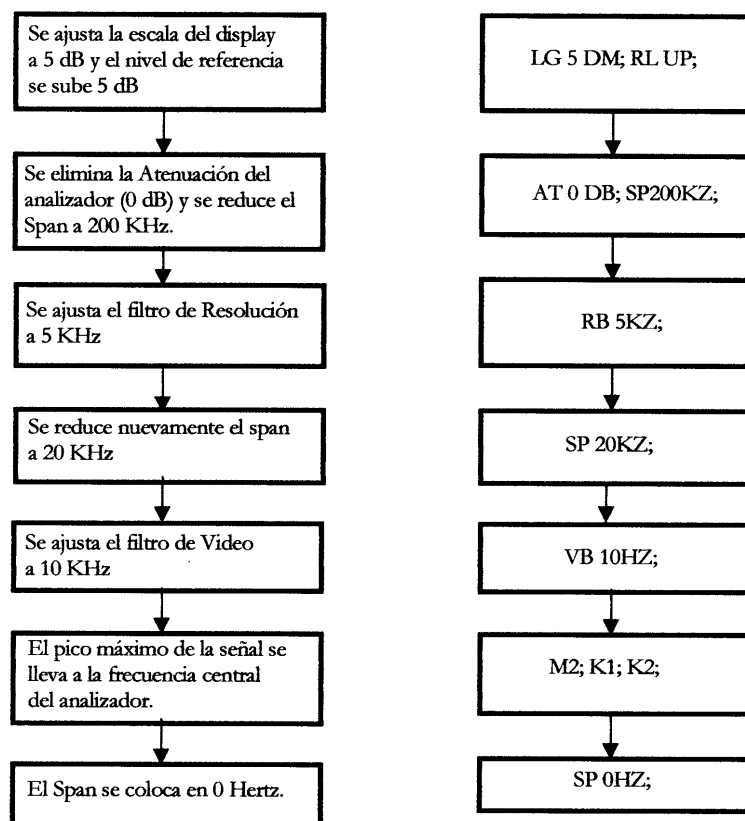 Se ajusta la escala del display
a 5 dB y el nivel de referencia
se sube 5 dB
LG 5 DM; RL UP;
Se elimina la Atenuación del
analizador (0 dB) y se reduce el
Span a 200 KHz.
AT 0 DB; SP200KZ;
Se ajusta el filtro de Resolución
a 5 KHz
RB 5KZ;
Se reduce nuevamente el span
a 20 KHz
SP 20KZ;
Se ajusta el filtro de Video
a 10 KHz
VB 10HZ;
El pico máximo de la señal se
lleva a la frecuencia central
del analizador.
M2; K1; K2;
El Span se coloca en 0 Hertz.
SP 0HZ;